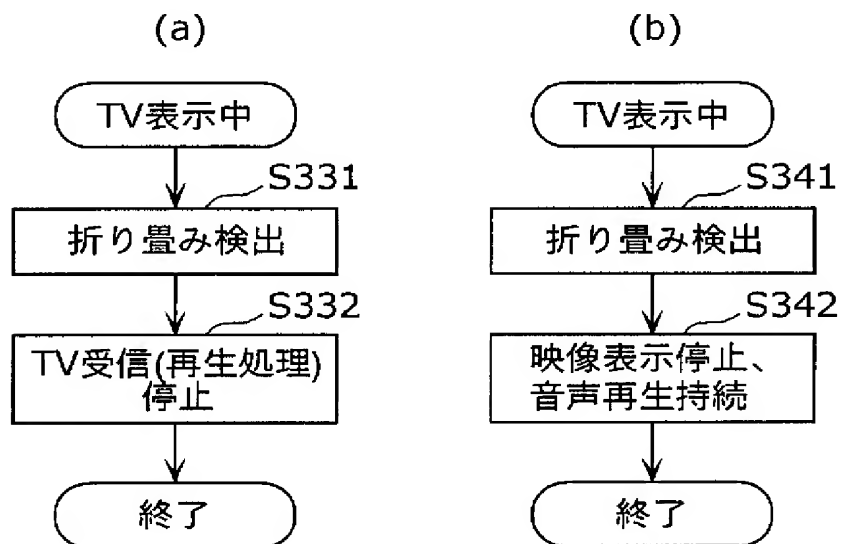 (a)
TV表示中
S331
折り畳み検出
S332
TV受信(再生処理)
停止
終了
(b)
TV表示中
S341
折り畳み検出
S342
映像表示停止、
音声再生持続
終了